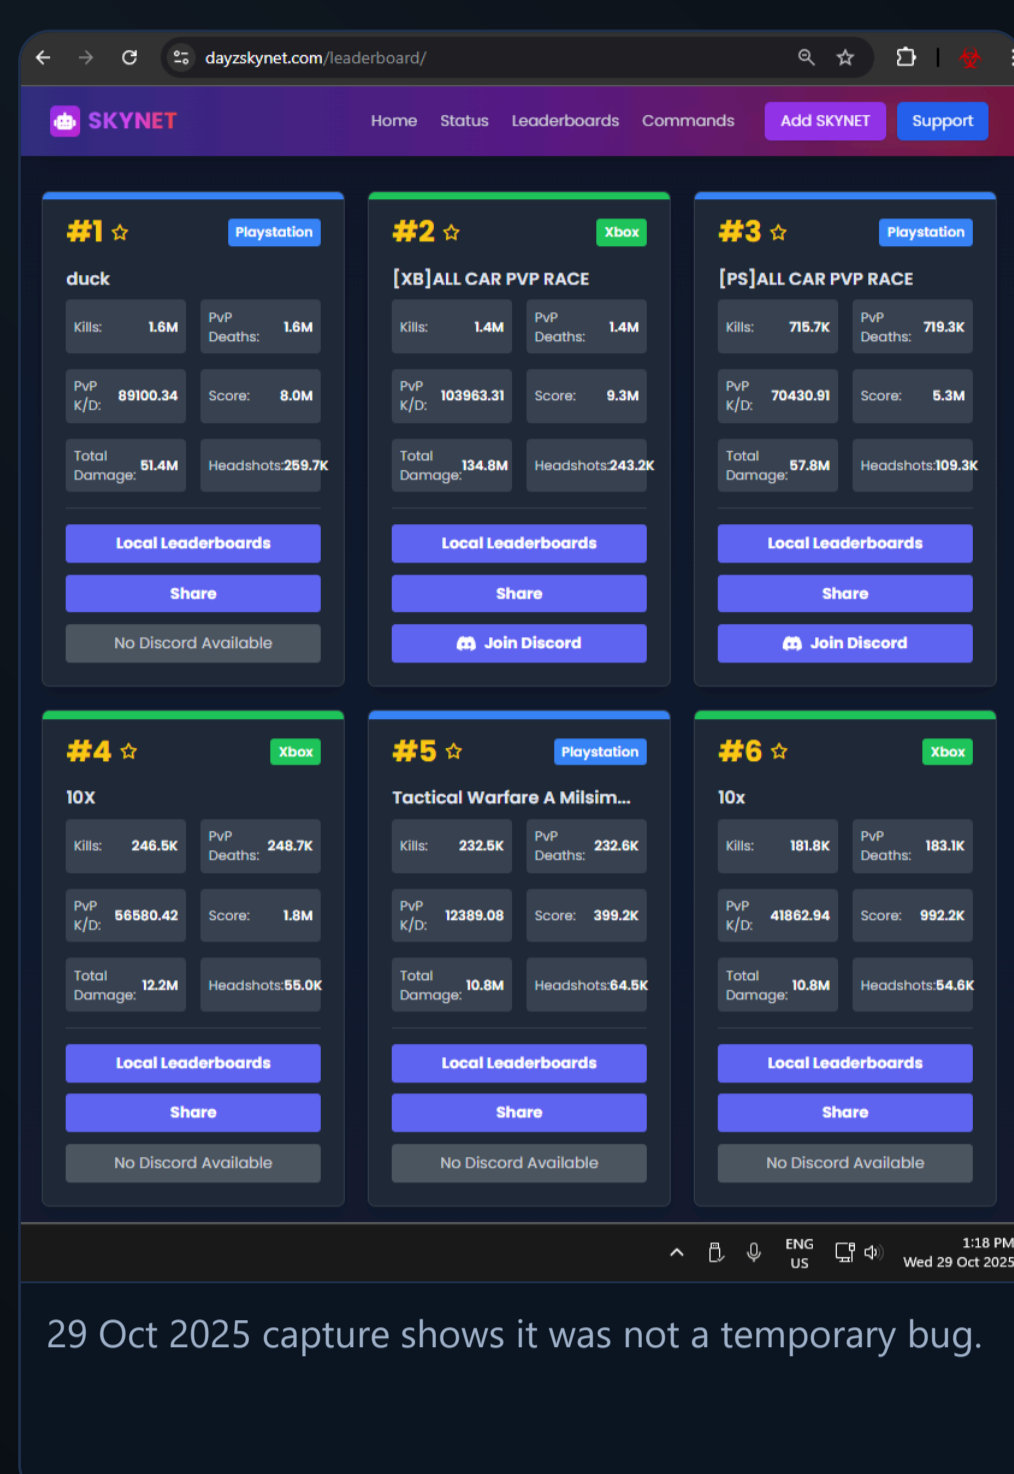 dayzskynet.com/leaderboard/
SKYNET Home Status Leaderboards Commands Add SKYNET Support
#1 Playstation
duck
Kills: 1.6M
PvP Deaths: 1.6M
PvP K/D: 89100.34
Score: 8.0M
Total Damage: 51.4M
Headshots:259.7K
Local Leaderboards
Share
No Discord Available
#2 Xbox
[XB]ALL CAR PVP RACE
Kills: 1.4M
PvP Deaths: 1.4M
PvP K/D: 103963.31
Score: 9.3M
Total Damage: 134.8M
Headshots:243.2K
Local Leaderboards
Share
Join Discord
#3 Playstation
[PS]ALL CAR PVP RACE
Kills: 715.7K
PvP Deaths: 719.3K
PvP K/D: 70430.91
Score: 5.3M
Total Damage: 57.8M
Headshots:109.3K
Local Leaderboards
Share
Join Discord
#4 Xbox
10X
Kills: 246.5K
PvP Deaths: 248.7K
PvP K/D: 56580.42
Score: 1.8M
Total Damage: 12.2M
Headshots:55.0K
Local Leaderboards
Share
No Discord Available
#5 Playstation
Tactical Warfare A Milsim...
Kills: 232.5K
PvP Deaths: 232.6K
PvP K/D: 12389.08
Score: 399.2K
Total Damage: 10.8M
Headshots:64.5K
Local Leaderboards
Share
No Discord Available
#6 Xbox
10x
Kills: 181.8K
PvP Deaths: 183.1K
PvP K/D: 41862.94
Score: 992.2K
Total Damage: 10.8M
Headshots:54.6K
Local Leaderboards
Share
No Discord Available
ENG
US
1:18 PM
Wed 29 Oct 2025
29 Oct 2025 capture shows it was not a temporary bug.